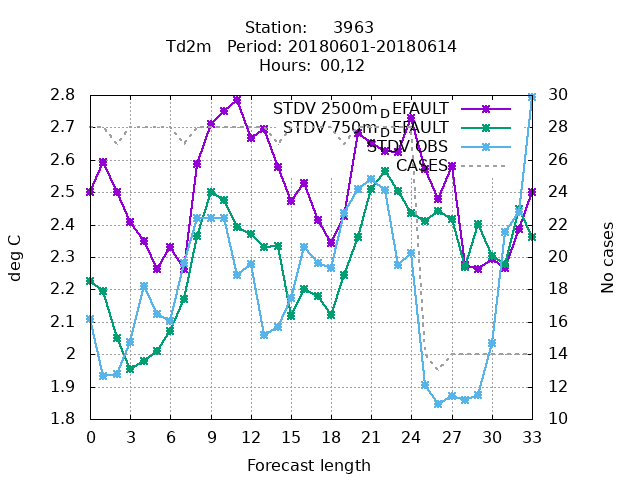 Station: 3963
Td2m Period: 20180601-20180614
Hours: 00,12
STDV 2500m_DEFAULT
STDV 750m_DEFAULT
STDV OBS
CASES
2.8
2.7
2.6
2.5
2.4
2.3
2.2
2.1
2
1.9
1.8
deg C
30
28
26
24
22
20
18
16
14
12
10
No cases
0 3 6 9 12 15 18 21 24 27 30 33
Forecast length